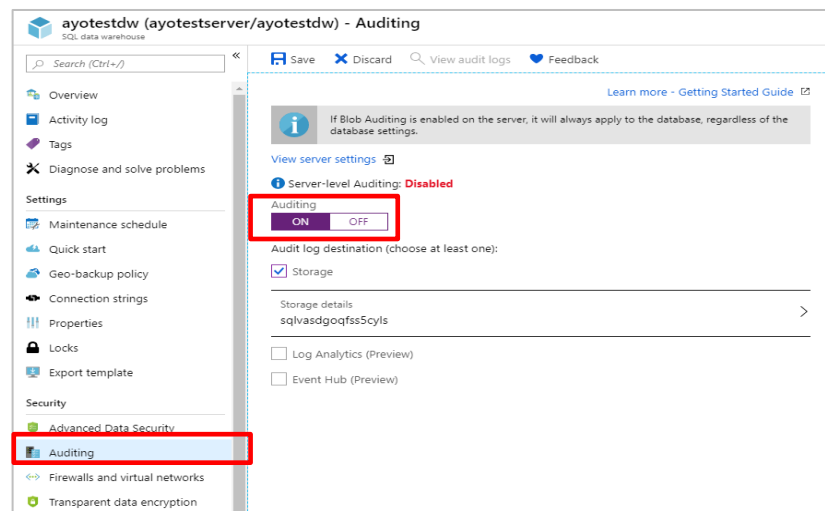 ayotestdw (ayotestserver/ayotestdw) - Auditing
SQL data warehouse
Search (Ctrl+/)
«
Overview
Activity log
Tags
Diagnose and solve problems
Settings
Maintenance schedule
Quick start
Geo-backup policy
Connection strings
Properties
Locks
Export template
Security
Advanced Data Security
Auditing
Firewalls and virtual networks
Transparent data encryption
Save Discard View audit logs Feedback
Learn more - Getting Started Guide
If Blob Auditing is enabled on the server, it will always apply to the database, regardless of the
database settings.
View server settings
Server-level Auditing: Disabled
Auditing
ON OFF
Audit log destination (choose at least one):
Storage
Storage details
sqlvasdgoqfss5cyls
Log Analytics (Preview)
Event Hub (Preview)